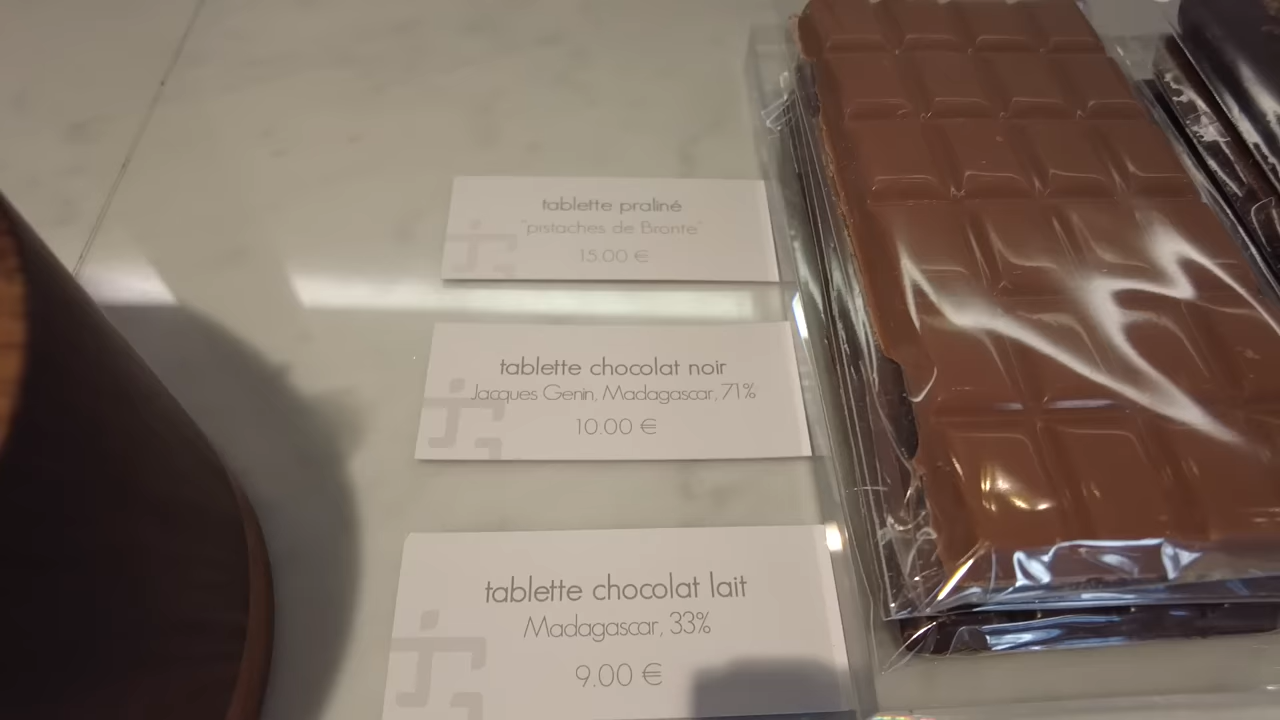 tablette praliné
"pistaches de Bronte"
15.00 €
tablette chocolat noir
Jacques Genin, Madagascar, 71%
10.00 €
tablette chocolat lait
Madagascar, 33%
9.00 €